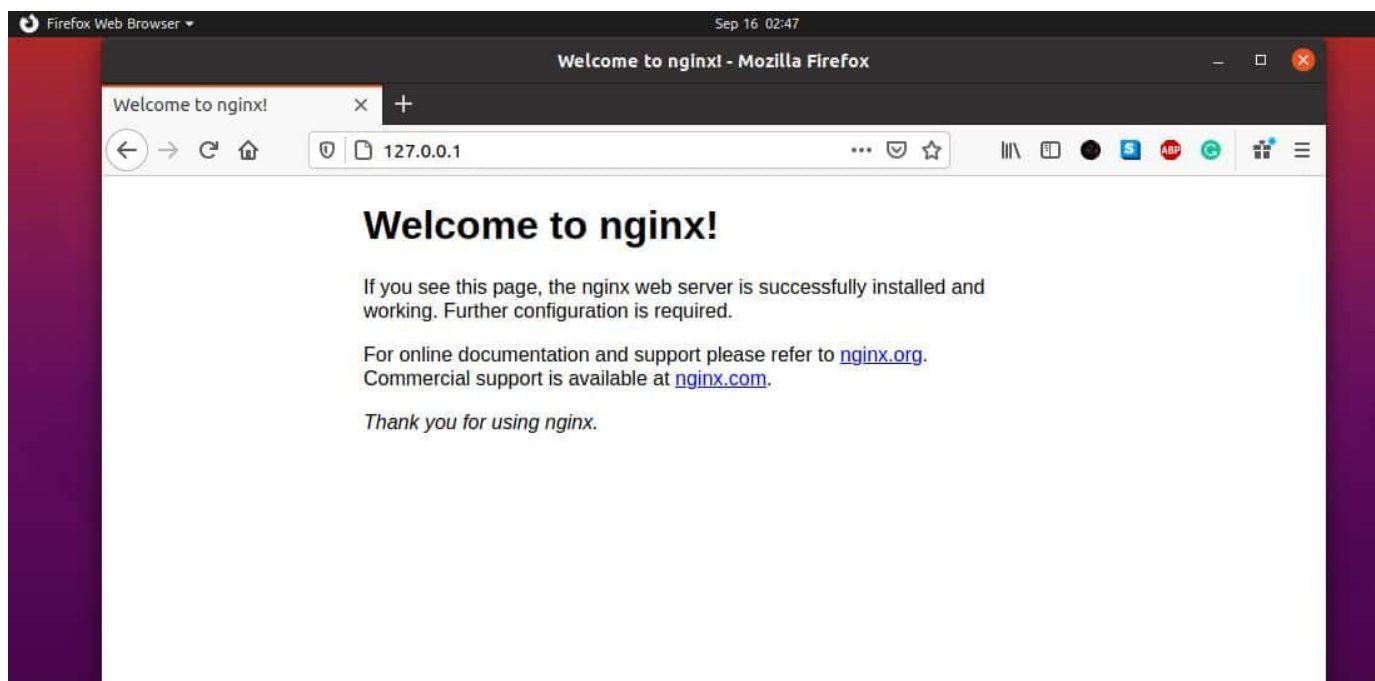 Firefox Web Browser
Sep 16 02:47
Welcome to nginx! - Mozilla Firefox
Welcome to nginx!
127.0.0.1
S
ABP
G
Welcome to nginx!
If you see this page, the nginx web server is successfully installed and
working. Further configuration is required.
For online documentation and support please refer to nginx.org.
Commercial support is available at nginx.com.
Thank you for using nginx.